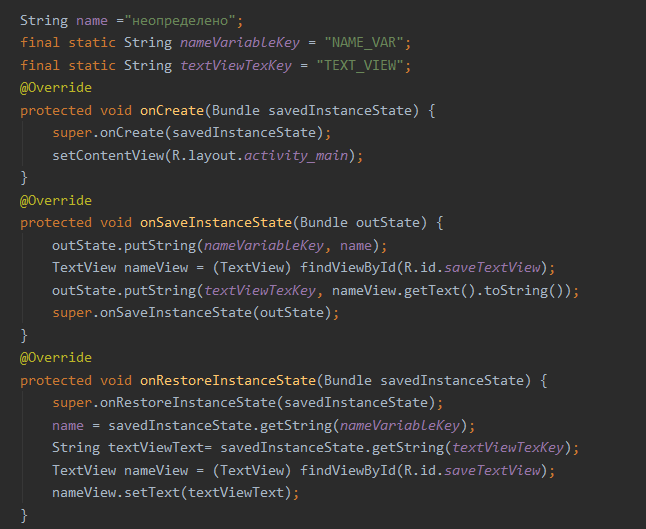 String name ="неопределено";
final static String nameVariableKey = "NAME_VAR";
final static String textViewTexKey = "TEXT_VIEW";
@Override
protected void onCreate(Bundle savedInstanceState) {
    super.onCreate(savedInstanceState);
    setContentView(R.layout.activity_main);
}
@Override
protected void onSaveInstanceState(Bundle outState) {
    outState.putString(nameVariableKey, name);
    TextView nameView = (TextView) findViewById(R.id.saveTextView);
    outState.putString(textViewTexKey, nameView.getText().toString());
    super.onSaveInstanceState(outState);
}
@Override
protected void onRestoreInstanceState(Bundle savedInstanceState) {
    super.onRestoreInstanceState(savedInstanceState);
    name = savedInstanceState.getString(nameVariableKey);
    String textViewText= savedInstanceState.getString(textViewTexKey);
    TextView nameView = (TextView) findViewById(R.id.saveTextView);
    nameView.setText(textViewText);
}